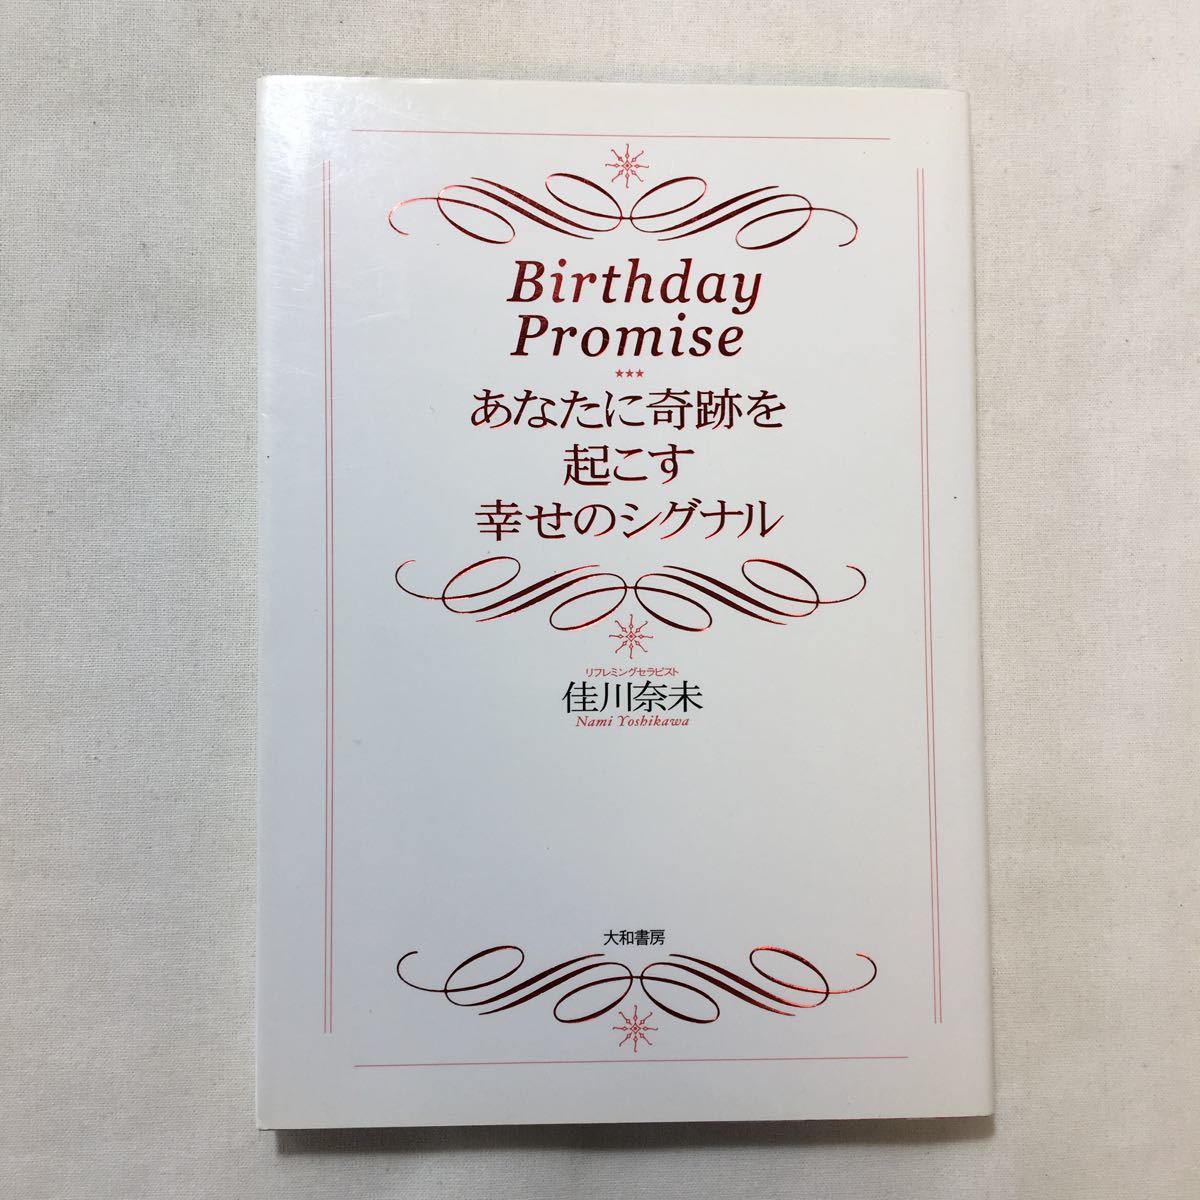 Birthday
Promise
★★★
あなたに奇跡を
起こす
幸せのシグナル
リフレミングセラピスト
佳川奈未
Nami Yoshikawa
大和書房